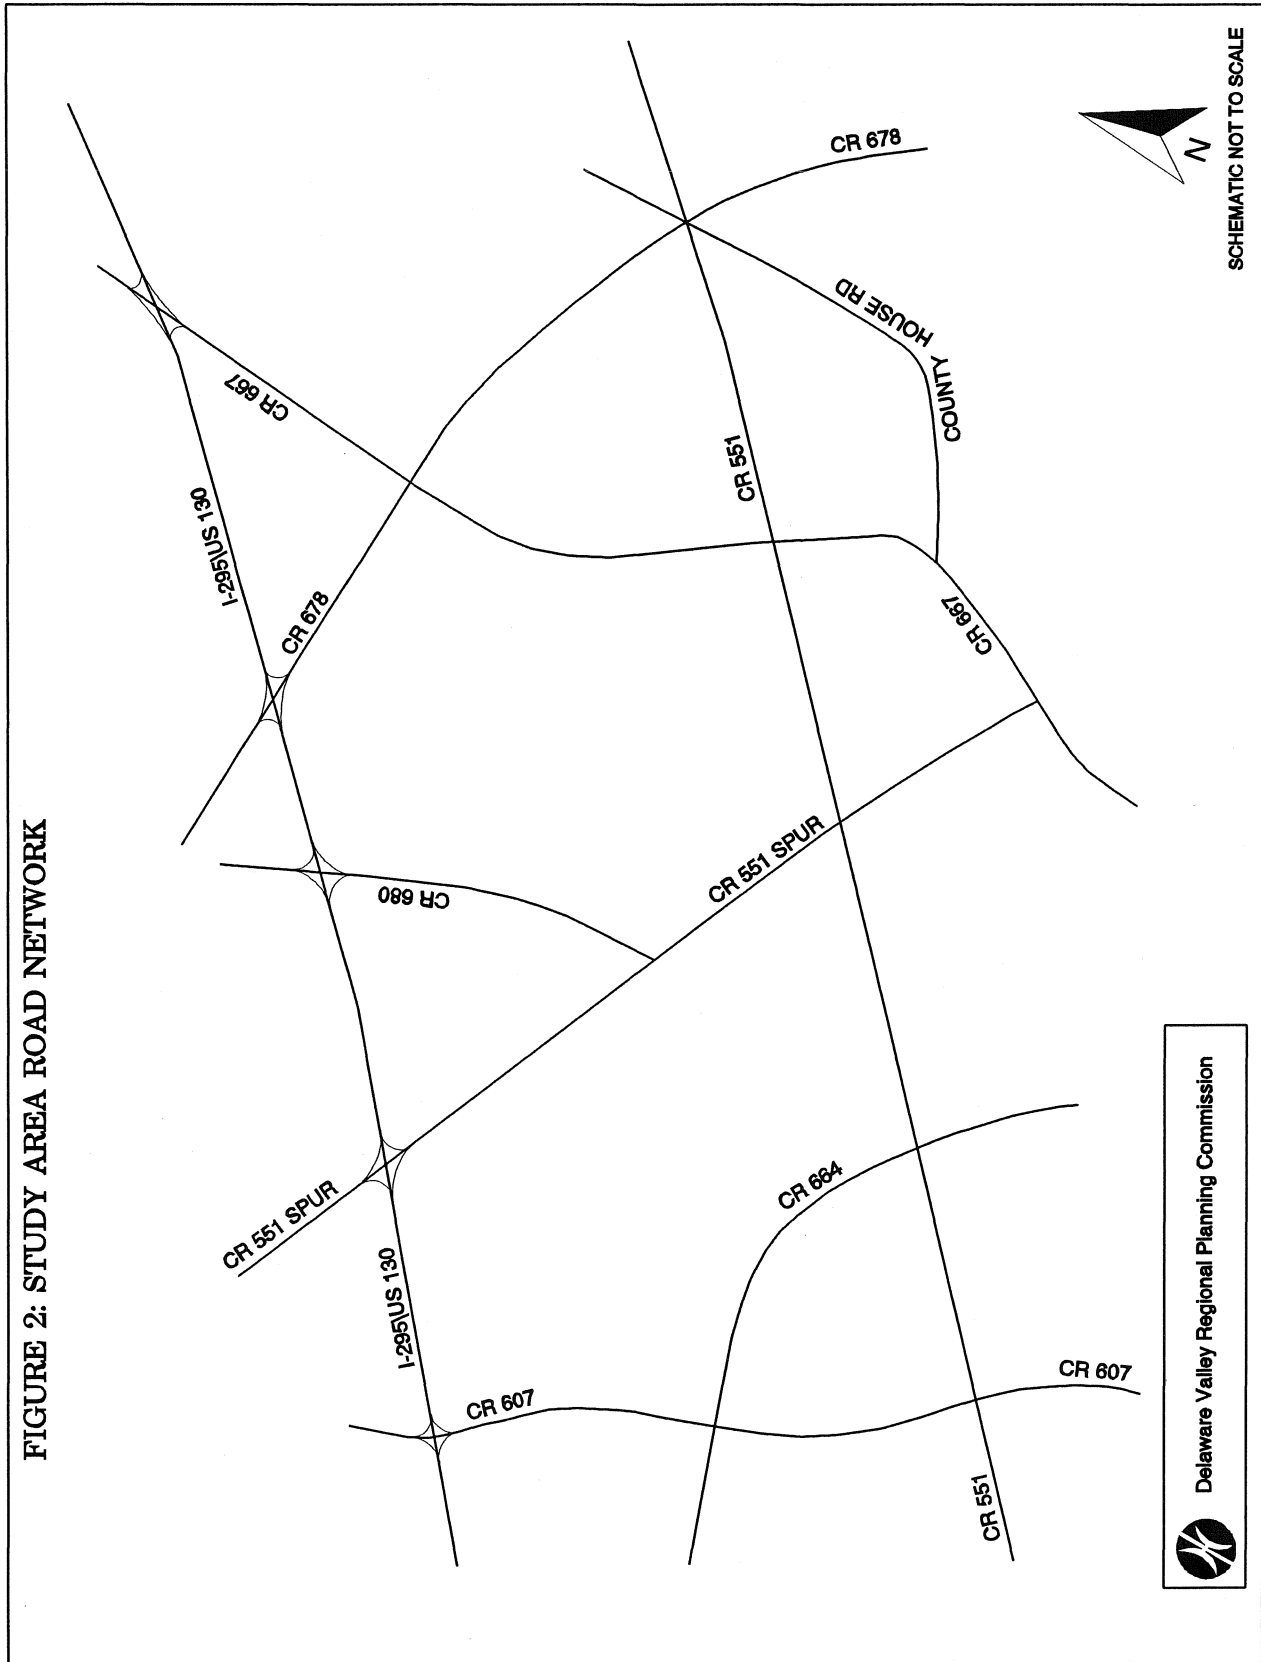 FIGURE 2: STUDY AREA ROAD NETWORK
CR 551 SPUR
I-295\US 130
CR 607
CR 680
CR 678
I-295\US 130
CR 667
CR 664
CR 551 SPUR
CR 551
CR 678
COUNTY HOUSE RD
CR 667
CR 551
CR 607
N
Delaware Valley Regional Planning Commission
SCHEMATIC NOT TO SCALE